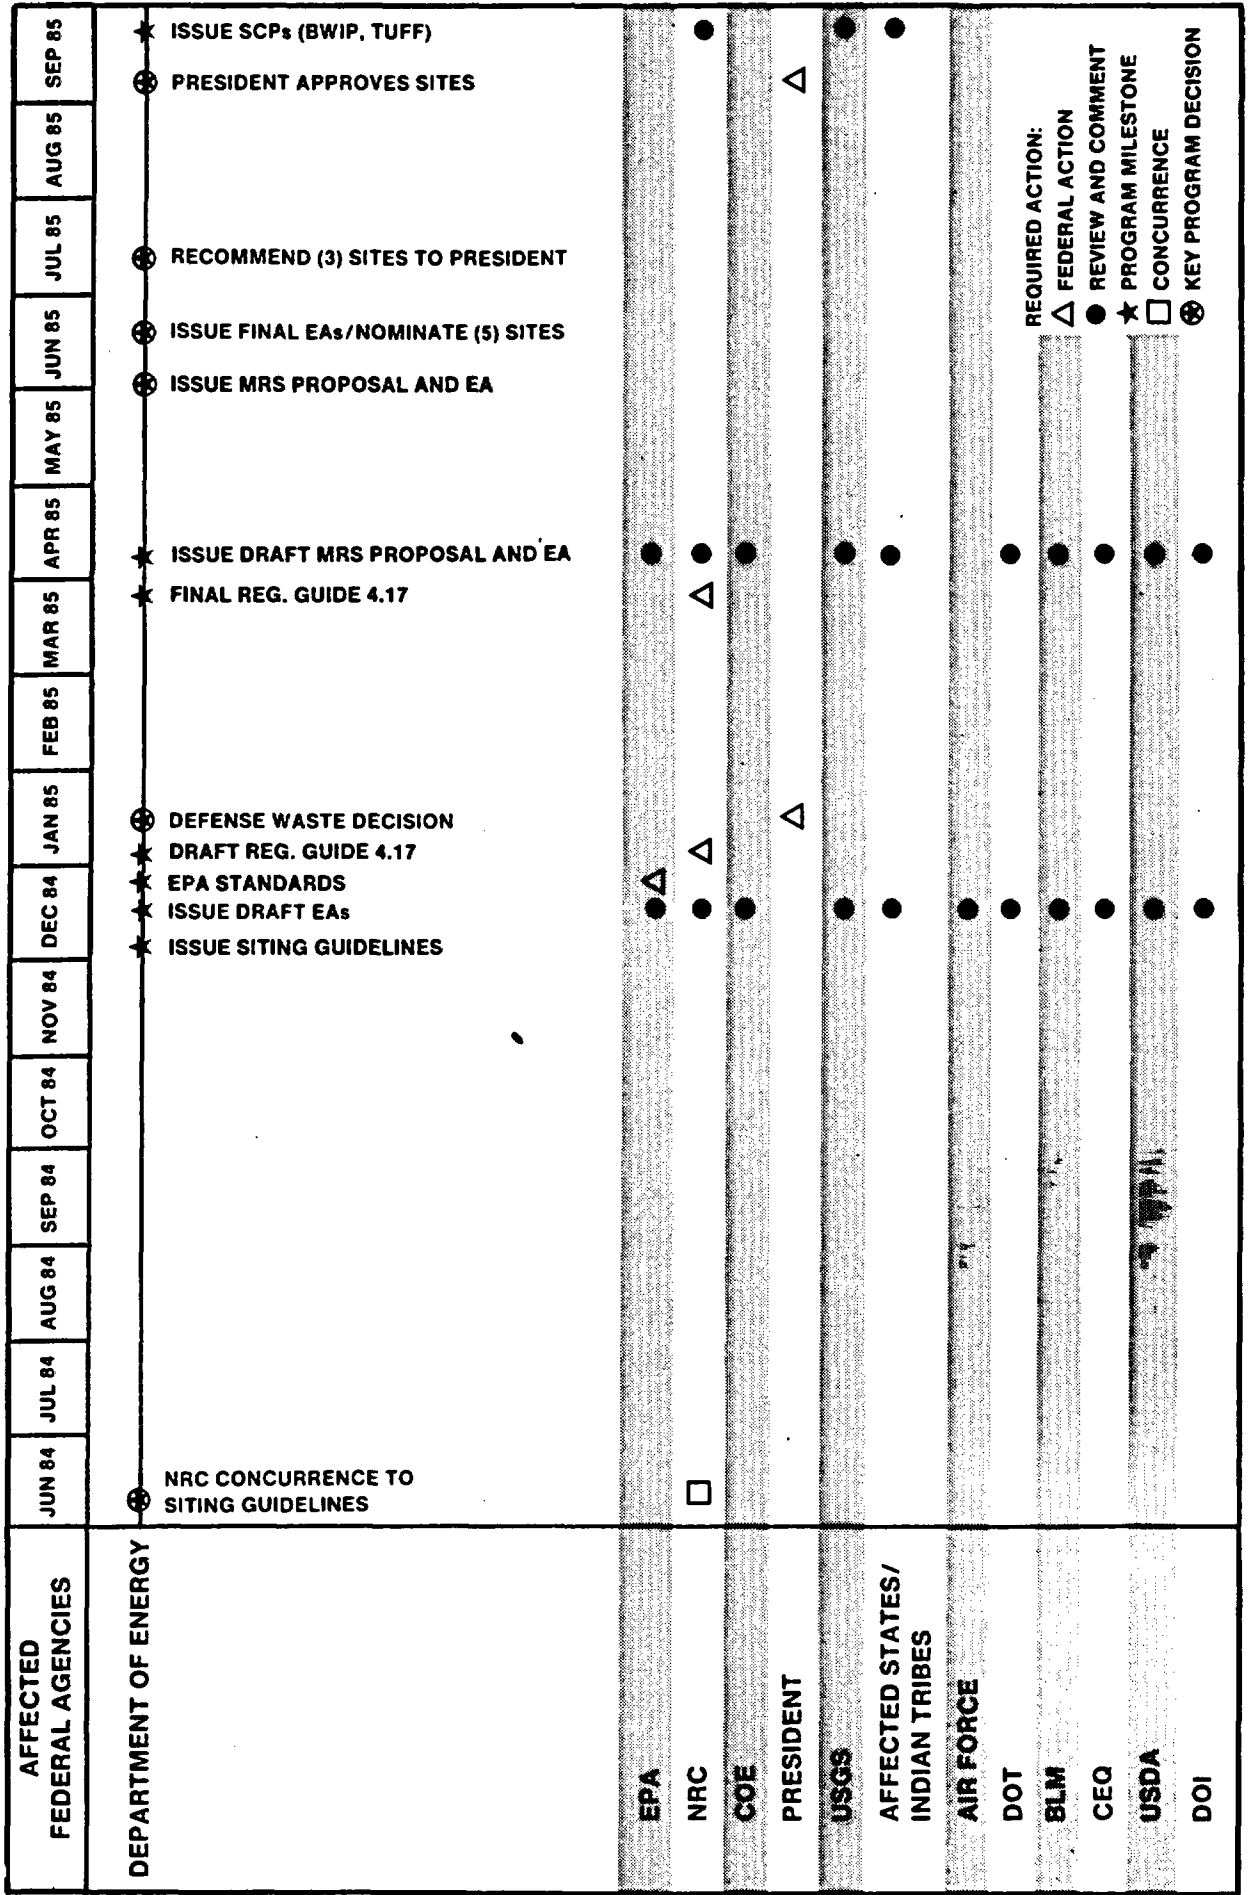 AFFECTED
FEDERAL AGENCIES
JUN 84
JUL 84
AUG 84
SEP 84
OCT 84
NOV 84
DEC 84
JAN 85
FEB 85
MAR 85
APR 85
MAY 85
JUN 85
JUL 85
AUG 85
SEP 85
DEPARTMENT OF ENERGY
NRC CONCURRENCE TO
SITING GUIDELINES
ISSUE SITING GUIDELINES
ISSUE DRAFT EAs
EPA STANDARDS
DRAFT REG. GUIDE 4.17
DEFENSE WASTE DECISION
FINAL REG. GUIDE 4.17
ISSUE DRAFT MRS PROPOSAL AND EA
ISSUE MRS PROPOSAL AND EA
ISSUE FINAL EAs/NOMINATE (5) SITES
RECOMMEND (3) SITES TO PRESIDENT
PRESIDENT APPROVES SITES
ISSUE SCPs (BWIP, TUFF)
EPA
NRC
COE
PRESIDENT
USGS
AFFECTED STATES/
INDIAN TRIBES
AIR FORCE
DOT
BLM
CEQ
USDA
DOI
REQUIRED ACTION:
FEDERAL ACTION
REVIEW AND COMMENT
PROGRAM MILESTONE
CONCURRENCE
KEY PROGRAM DECISION